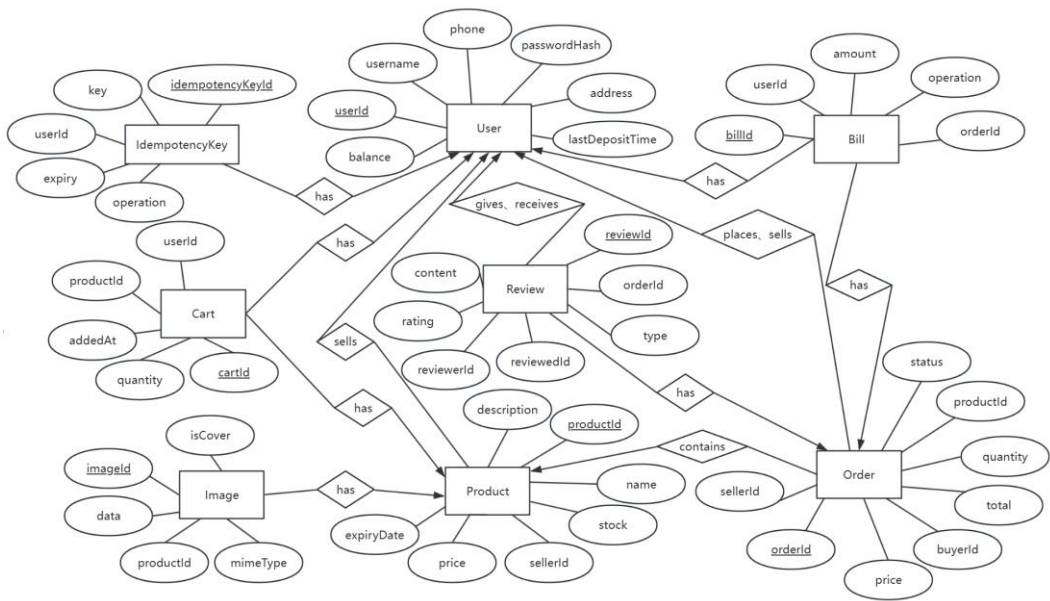 phone
passwordHash
amount
username
idempotencyKeyId
key
userId
operation
address
userId
User
userId
IdempotencyKey
lastDepositTime
billId
Bill
orderId
balance
expiry
operation
has
has
gives、receives
userId
has
reviewId
places、sells
productId
content
orderId
Review
has
Cart
rating
type
addedAt
sells
reviewerId
reviewedId
status
quantity
cartId
has
description
has
productId
isCover
productId
contains
quantity
imageId
Image
has
Product
name
sellerId
Order
data
stock
total
expiryDate
productId
mimeType
price
sellerId
orderId
buyerId
price